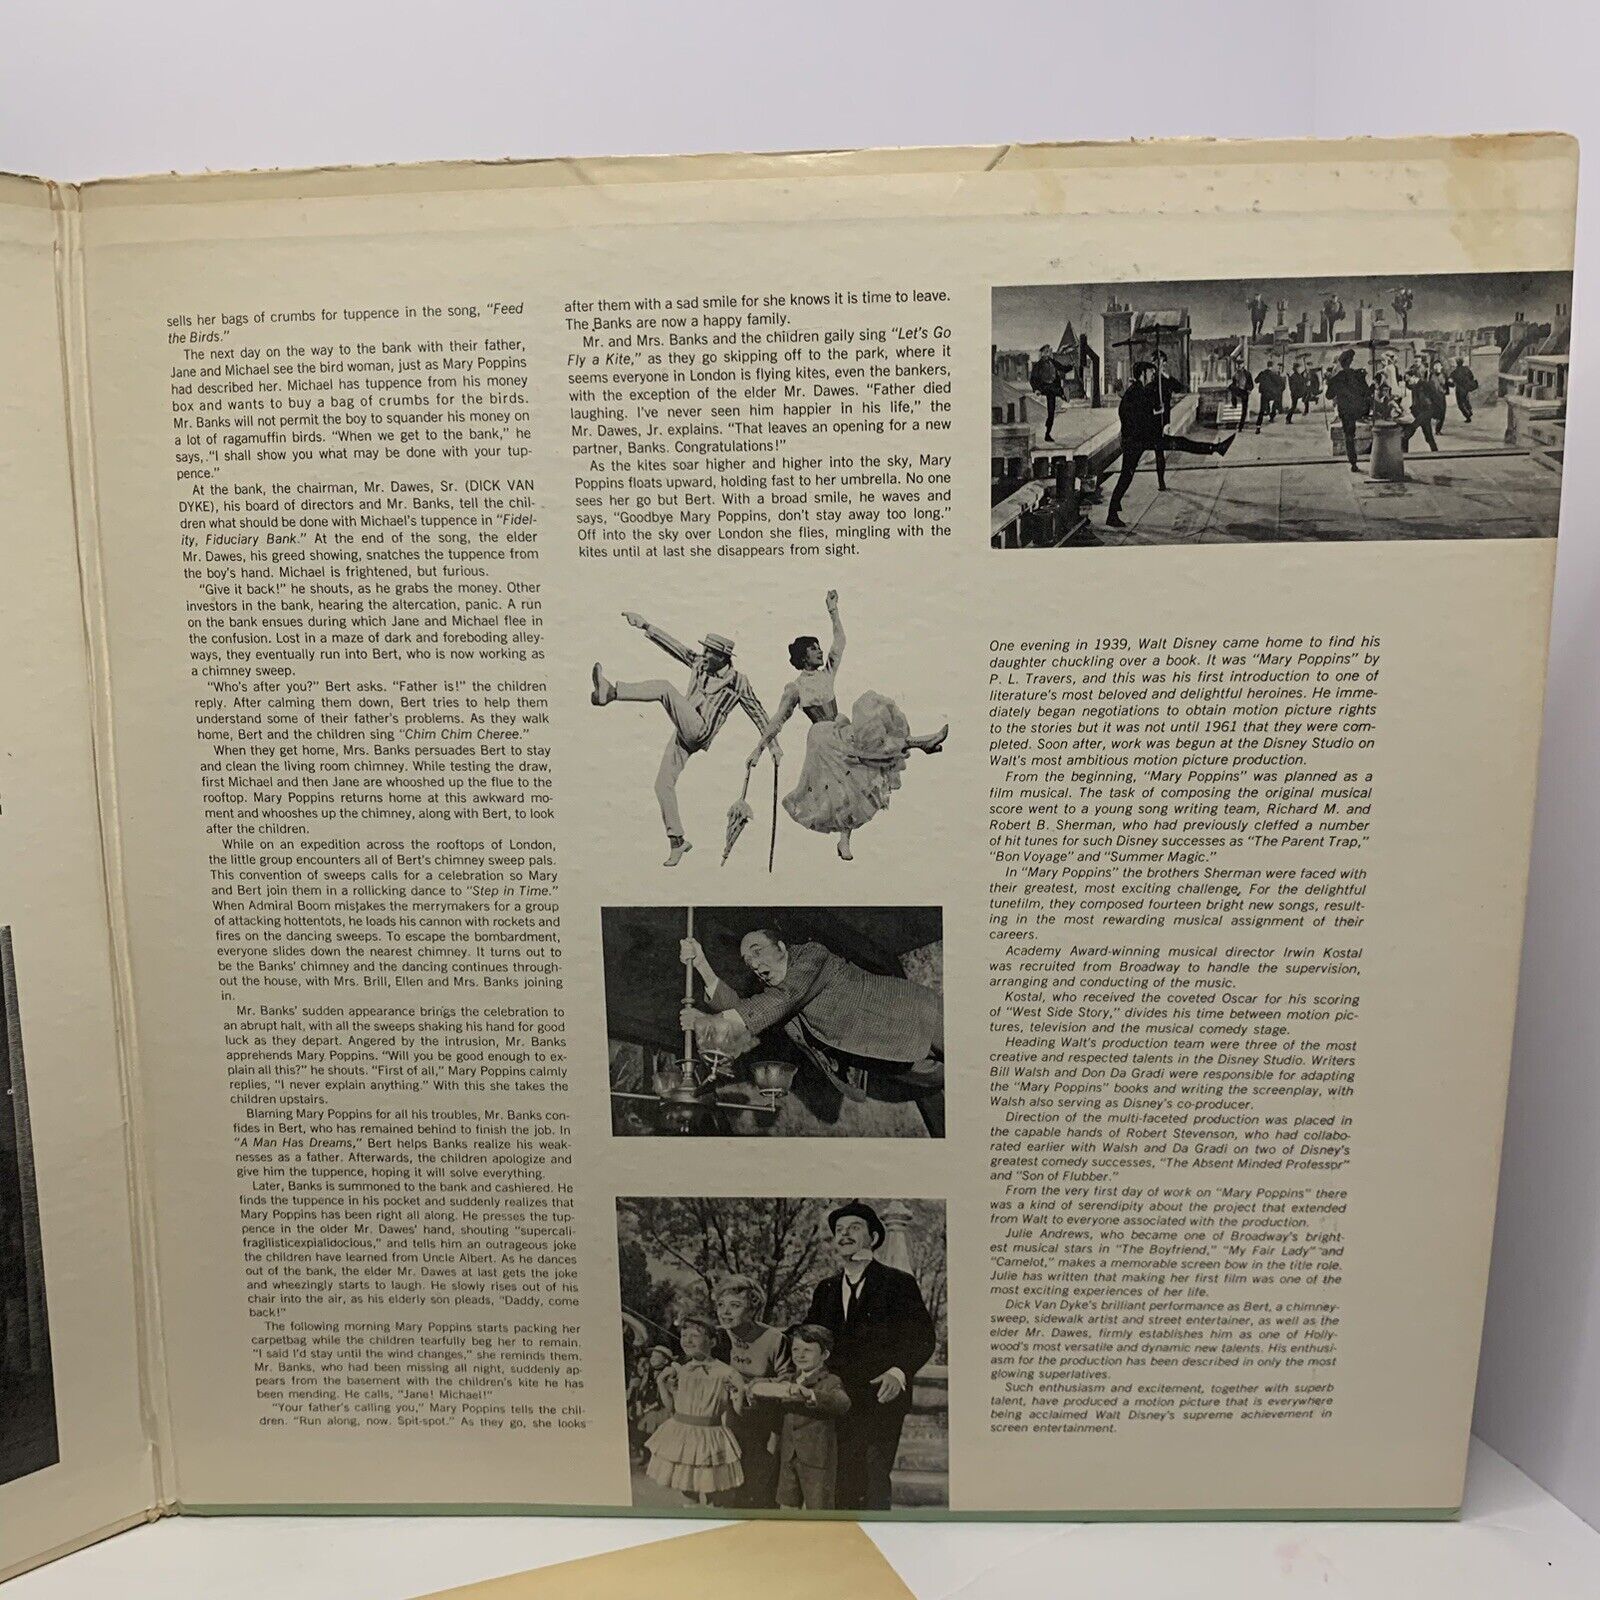 sells her bags of crumbs for tuppence in the song, "Feed
the Birds."
The next day on the way to the bank with their father,
Jane and Michael see the bird woman, just as Mary Poppins
had described her. Michael has tuppence from his money
box and wants to buy a bag of crumbs for the birds.
Mr. Banks will not permit the boy to squander his money on
a lot of ragamuffin birds. "When we get to the bank," he
says, "I shall show you what may be done with your tup-
pence."
At the bank, the chairman, Mr. Dawes, Sr. (DICK VAN
DYKE), his board of directors and Mr. Banks, tell the chil-
dren what should be done with Michael's tuppence in "Fidel-
ity, Fiduciary Bank." At the end of the song, the elder
Mr. Dawes, his greed showing, snatches the tuppence from
the boy's hand. Michael is frightened, but furious.
"Give it back!" he shouts, as he grabs the money. Other
investors in the bank, hearing the altercation, panic. A run
on the bank ensues during which Jane and Michael flee in
the confusion. Lost in a maze of dark and foreboding alley-
ways, they eventually run into Bert, who is now working as
a chimney sweep.
"Who's after you?" Bert asks. "Father is!" the children
reply. After calming them down, Bert tries to help them
understand some of their father's problems. As they walk
home, Bert and the children sing "Chim Chim Cheree."
When they get home, Mrs. Banks persuades Bert to stay
and clean the living room chimney. While testing the draw,
first Michael and then Jane are whooshed up the flue to the
rooftop. Mary Poppins returns home at this awkward mo-
ment and whooshes up the chimney, along with Bert, to look
after the children.
While on an expedition across the rooftops of London,
the little group encounters all of Bert's chimney sweep pals.
This convention of sweeps calls for a celebration so Mary
and Bert join them in a rollicking dance to "Step in Time."
When Admiral Boom mistakes the merrymakers for a group
of attacking hottentots, he loads his cannon with rockets and
fires on the dancing sweeps. To escape the bombardment,
everyone slides down the nearest chimney. It turns out to
be the Banks' chimney and the dancing continues through-
out the house, with Mrs. Brill, Ellen and Mrs. Banks joining
in.
Mr. Banks' sudden appearance brings the celebration to
an abrupt halt, with all the sweeps shaking his hand for good
luck as they depart. Angered by the intrusion, Mr. Banks
apprehends Mary Poppins. "Will you be good enough to ex-
plain all this?" he shouts. "First of all," Mary Poppins calmly
replies, "I never explain anything." With this she takes the
children upstairs.
Blaming Mary Poppins for all his troubles, Mr. Banks con-
fides in Bert, who has remained behind to finish the job. In
"A Man Has Dreams," Bert helps Banks realize his weak-
nesses as a father. Afterwards, the children apologize and
give him the tuppence, hoping it will solve everything.
Later, Banks is summoned to the bank and cashiered. He
finds the tuppence in his pocket and suddenly realizes that
Mary Poppins has been right all along. He presses the tup-
pence in the older Mr. Dawes' hand, shouting "supercali-
fragilisticexpialidocious," and tells him an outrageous joke
the children have learned from Uncle Albert. As he dances
out of the bank, the elder Mr. Dawes at last gets the joke
and wheezingly starts to laugh. He slowly rises out of his
chair into the air, as his elderly son pleads, "Daddy, come
back!"
The following morning Mary Poppins starts packing her
carpetbag while the children tearfully beg her to remain.
"I said I'd stay until the wind changes," she reminds them.
Mr. Banks, who had been missing all night, suddenly ap-
pears from the basement with the children's kite he has
been mending. He calls, "Jane! Michael!"
"Your father's calling you," Mary Poppins tells the chil-
dren. "Run along, now. Spit-spot." As they go, she looks
after them with a sad smile for she knows it is time to leave.
The Banks are now a happy family.
Mr. and Mrs. Banks and the children gaily sing "Let's Go
Fly a Kite," as they go skipping off to the park, where it
seems everyone in London is flying kites, even the bankers,
with the exception of the elder Mr. Dawes. "Father died
laughing. I've never seen him happier in his life," the
Mr. Dawes, Jr. explains. "That leaves an opening for a new
partner, Banks. Congratulations!"
As the kites soar higher and higher into the sky, Mary
Poppins floats upward, holding fast to her umbrella. No one
sees her go but Bert. With a broad smile, he waves and
says, "Goodbye Mary Poppins, don't stay away too long."
Off into the sky over London she flies, mingling with the
kites until at last she disappears from sight.
One evening in 1939, Walt Disney came home to find his
daughter chuckling over a book. It was "Mary Poppins" by
P. L. Travers, and this was his first introduction to one of
literature's most beloved and delightful heroines. He imme-
diately began negotiations to obtain motion picture rights
to the stories but it was not until 1961 that they were com-
pleted. Soon after, work was begun at the Disney Studio on
Walt's most ambitious motion picture production.
From the beginning, "Mary Poppins" was planned as a
film musical. The task of composing the original musical
score went to a young song writing team, Richard M. and
Robert B. Sherman, who had previously cleffed a number
of hit tunes for such Disney successes as "The Parent Trap,"
"Bon Voyage" and "Summer Magic."
In "Mary Poppins" the brothers Sherman were faced with
their greatest, most exciting challenge. For the delightful
tunefilm, they composed fourteen bright new songs, result-
ing in the most rewarding musical assignment of their
careers.
Academy Award-winning musical director Irwin Kostal
was recruited from Broadway to handle the supervision,
arranging and conducting of the music.
Kostal, who received the coveted Oscar for his scoring
of "West Side Story," divides his time between motion pic-
tures, television and the musical comedy stage.
Heading Walt's production team were three of the most
creative and respected talents in the Disney Studio. Writers
Bill Walsh and Don Da Gradi were responsible for adapting
the "Mary Poppins" books and writing the screenplay, with
Walsh also serving as Disney's co-producer.
Direction of the multi-faceted production was placed in
the capable hands of Robert Stevenson, who had collabo-
rated earlier with Walsh and Da Gradi on two of Disney's
greatest comedy successes, "The Absent Minded Professor"
and "Son of Flubber."
From the very first day of work on "Mary Poppins" there
was a kind of serendipity about the project that extended
from Walt to everyone associated with the production.
Julie Andrews, who became one of Broadway's bright-
est musical stars in "The Boyfriend," "My Fair Lady" and
"Camelot," makes a memorable screen bow in the title role.
Julie has written that making her first film was one of the
most exciting experiences of her life.
Dick Van Dyke's brilliant performance as Bert, a chimney-
sweep, sidewalk artist and street entertainer, as well as the
elder Mr. Dawes, firmly establishes him as one of Holly-
wood's most versatile and dynamic new talents. His enthusi-
asm for the production has been described in only the most
glowing superlatives.
Such enthusiasm and excitement, together with superb
talent, have produced a motion picture that is everywhere
being acclaimed Walt Disney's supreme achievement in
screen entertainment.